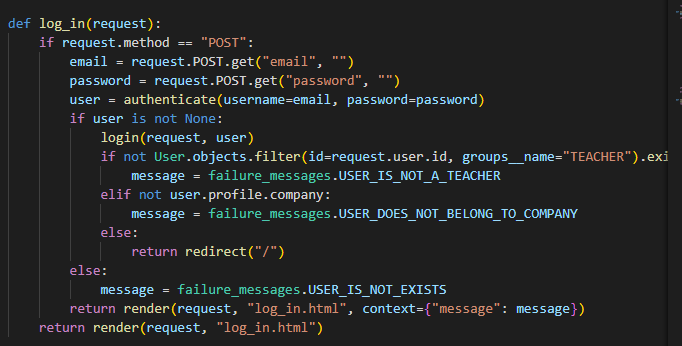 def log_in(request):
    if request.method == "POST":
        email = request.POST.get("email", "")
        password = request.POST.get("password", "")
        user = authenticate(username=email, password=password)
        if user is not None:
            login(request, user)
            if not User.objects.filter(id=request.user.id, groups__name="TEACHER").exi
                message = failure_messages.USER_IS_NOT_A_TEACHER
            elif not user.profile.company:
                message = failure_messages.USER_DOES_NOT_BELONG_TO_COMPANY
            else:
                return redirect("/")
        else:
            message = failure_messages.USER_IS_NOT_EXISTS
        return render(request, "log_in.html", context={"message": message})
    return render(request, "log_in.html")